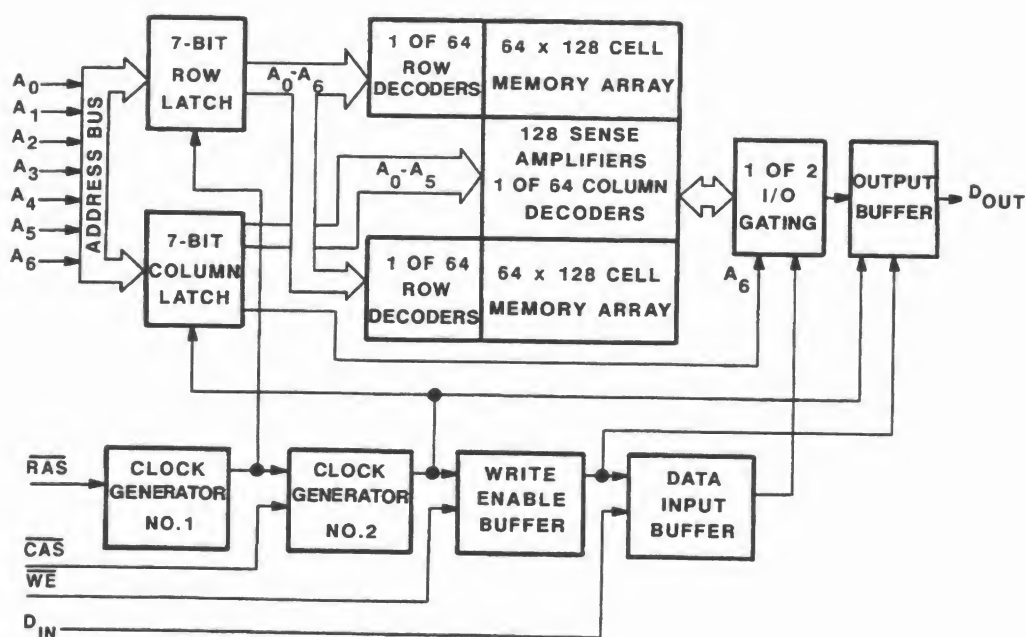 7-BIT
ROW
LATCH
1 OF 64
ROW
DECODERS
64 x 128 CELL
MEMORY ARRAY
A0-A6
A0
A1
A2
A3
A4
A5
A6
ADDRESS BUS
128 SENSE
AMPLIFIERS
1 OF 64 COLUMN
DECODERS
A0-A5
1 OF 2
I/O
GATING
OUTPUT
BUFFER
DOUT
7-BIT
COLUMN
LATCH
1 OF 64
ROW
DECODERS
64 x 128 CELL
MEMORY ARRAY
A6
RAS
CLOCK
GENERATOR
NO.1
CLOCK
GENERATOR
NO.2
WRITE
ENABLE
BUFFER
DATA
INPUT
BUFFER
CAS
WE
DIN